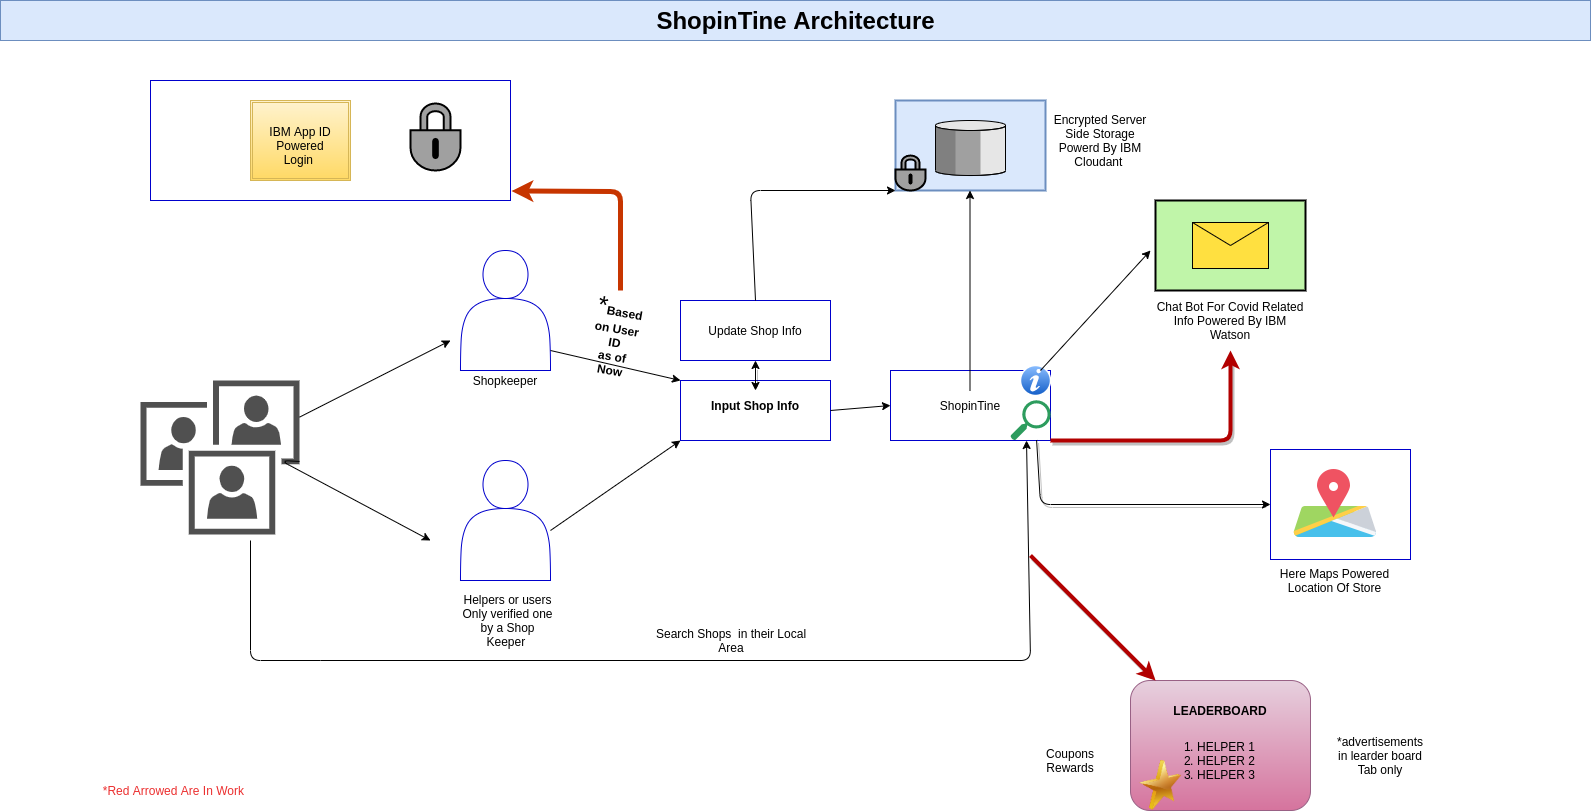 ShopinTine Architecture
IBM App ID
Powered
Login
Encrypted Server
Side Storage
Powerd By IBM
Cloudant
*Based
on User
ID
as of
Now
Update Shop Info
Chat Bot For Covid Related
Info Powered By IBM
Watson
Shopkeeper
Input Shop Info
ShopinTine
i
Here Maps Powered
Location Of Store
Helpers or users
Only verified one
by a Shop
Keeper
Search Shops in their Local
Area
LEADERBOARD
1. HELPER 1
2. HELPER 2
3. HELPER 3
Coupons
Rewards
*advertisements
in learder board
Tab only
*Red Arrowed Are In Work